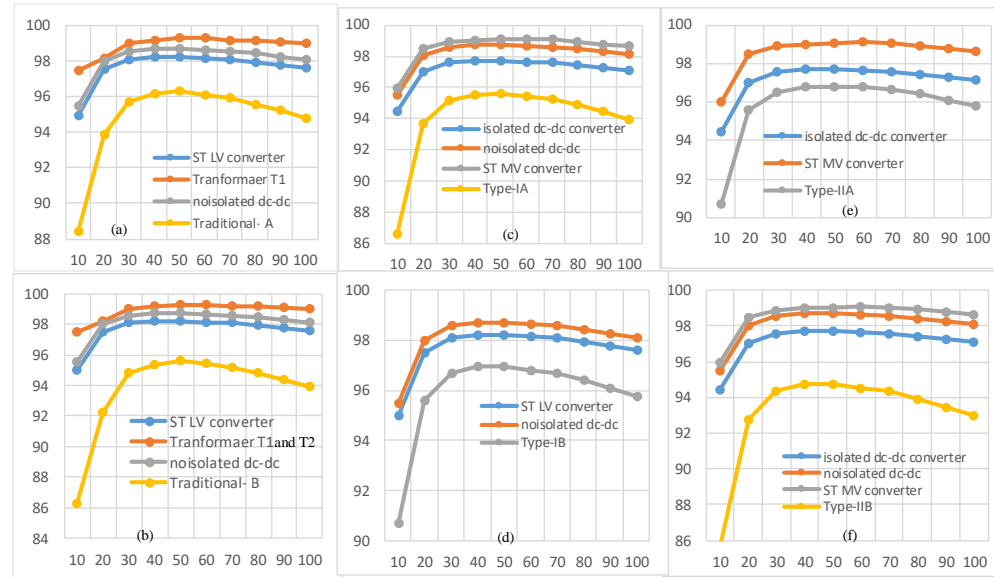 100
98
96
94
92
90
88
ST LV converter
Tranformaer T1
noisolated dc-dc
Traditional- A
(a)
10 20 30 40 50 60 70 80 90 100
100
98
96
94
92
90
88
86
isolated dc-dc converter
noisolated dc-dc
ST MV converter
Type-IA
(c)
10 20 30 40 50 60 70 80 90 100
100
98
96
94
92
90
isolated dc-dc converter
ST MV converter
Type-IIA
(e)
10 20 30 40 50 60 70 80 90 100
100
98
96
94
92
90
88
86
84
ST LV converter
Tranformaer T1 and T2
noisolated dc-dc
Traditional- B
(b)
10 20 30 40 50 60 70 80 90 100
100
98
96
94
92
90
ST LV converter
noisolated dc-dc
Type-IB
(d)
10 20 30 40 50 60 70 80 90 100
100
98
96
94
92
90
88
86
isolated dc-dc converter
noisolated dc-dc
ST MV converter
Type-IIB
(f)
10 20 30 40 50 60 70 80 90 100